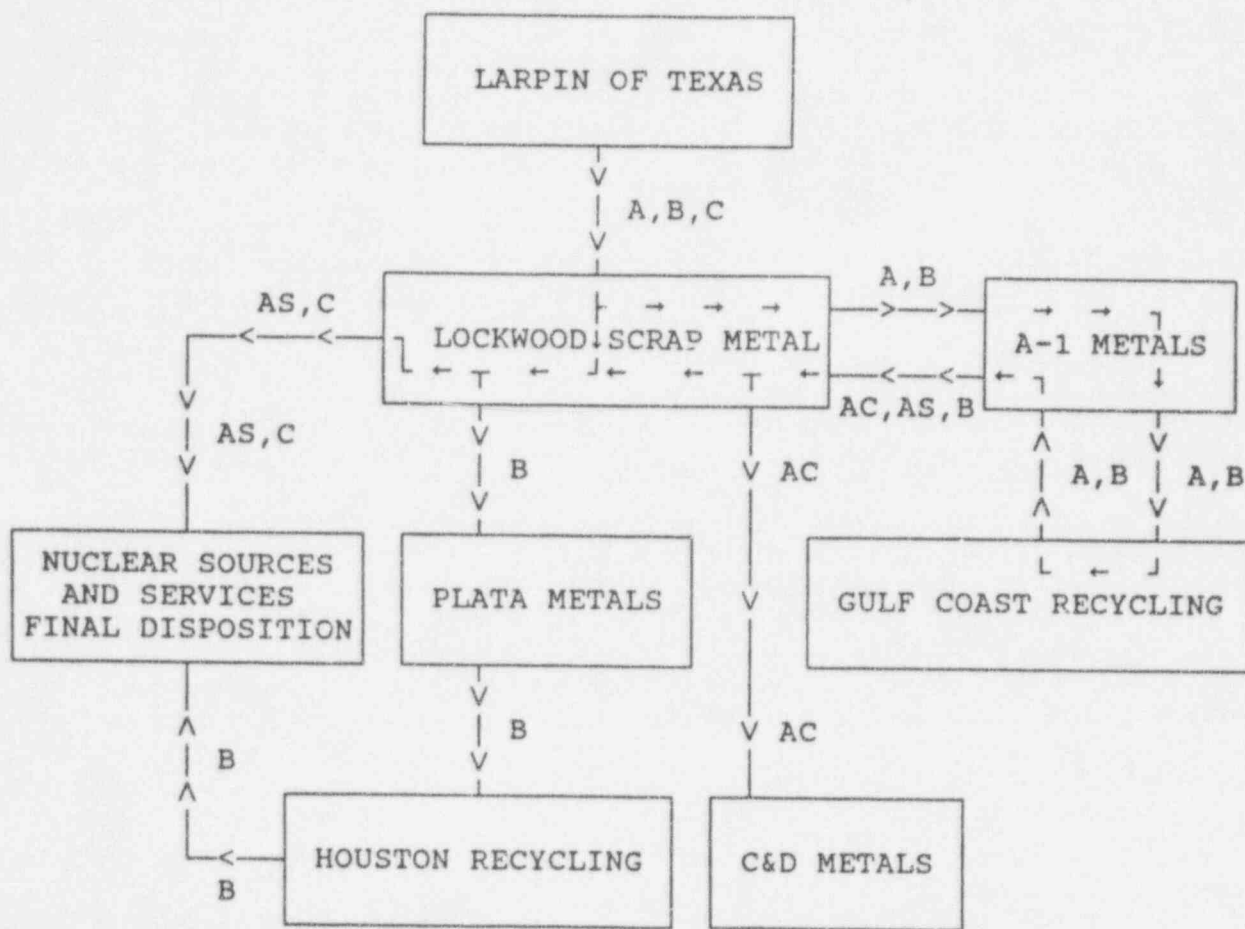 LARPIN OF TEXAS
A,B,C
A,B
AS,C
LOCKWOOD SCRAP METAL
A-1 METALS
AC,AS,B
AS,C
B
AC
A,B
A,B
NUCLEAR SOURCES
AND SERVICES
FINAL DISPOSITION
PLATA METALS
GULF COAST RECYCLING
B
B
AC
HOUSTON RECYCLING
C&D METALS
B